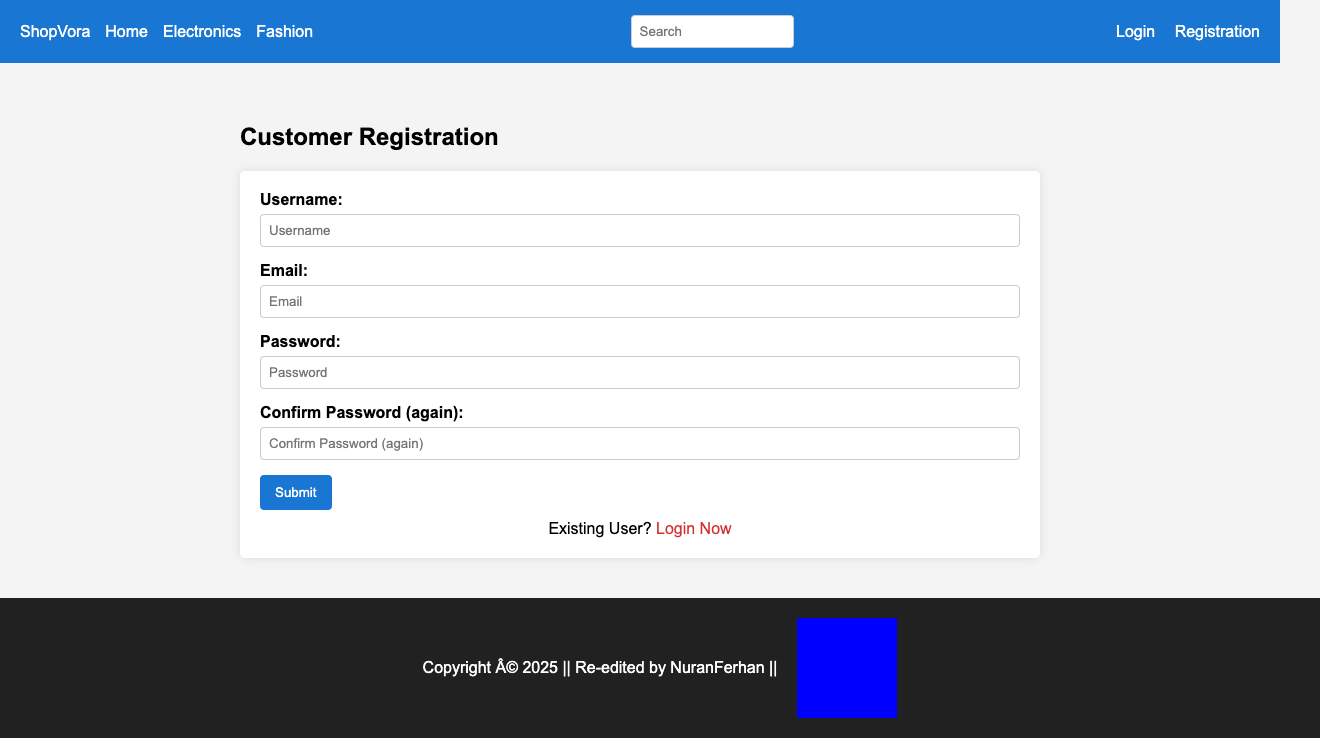 ShopVora Home Electronics Fashion Search Login Registration
Customer Registration
Username:
Username
Email:
Email
Password:
Password
Confirm Password (again):
Confirm Password (again)
Submit
Existing User? Login Now
Copyright Â© 2025 || Re-edited by NuranFerhan ||